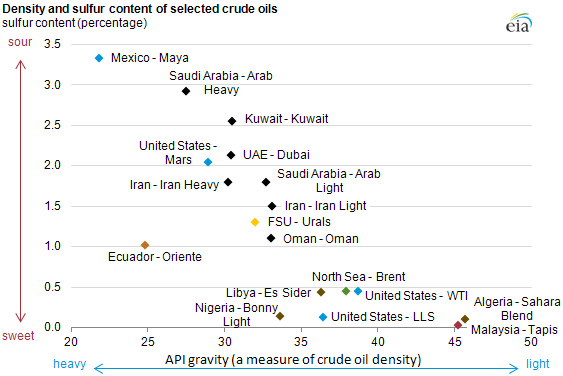 Density and sulfur content of selected crude oils
sulfur content (percentage)
eia
sour
3.5
Mexico - Maya
Saudi Arabia - Arab
Heavy
3.0
Kuwait - Kuwait
2.5
United States -
Mars
UAE - Dubai
2.0
Iran - Iran Heavy
Saudi Arabia - Arab
Light
1.5
Iran - Iran Light
FSU - Urals
Oman - Oman
1.0
Ecuador - Oriente
North Sea - Brent
0.5
Libya - Es Sider
United States - WTI
Nigeria - Bonny
Light
United States - LLS
Algeria - Sahara
Blend
Malaysia - Tapis
0.0
sweet
20 25 30 35 40 45 50
heavy
API gravity (a measure of crude oil density)
light